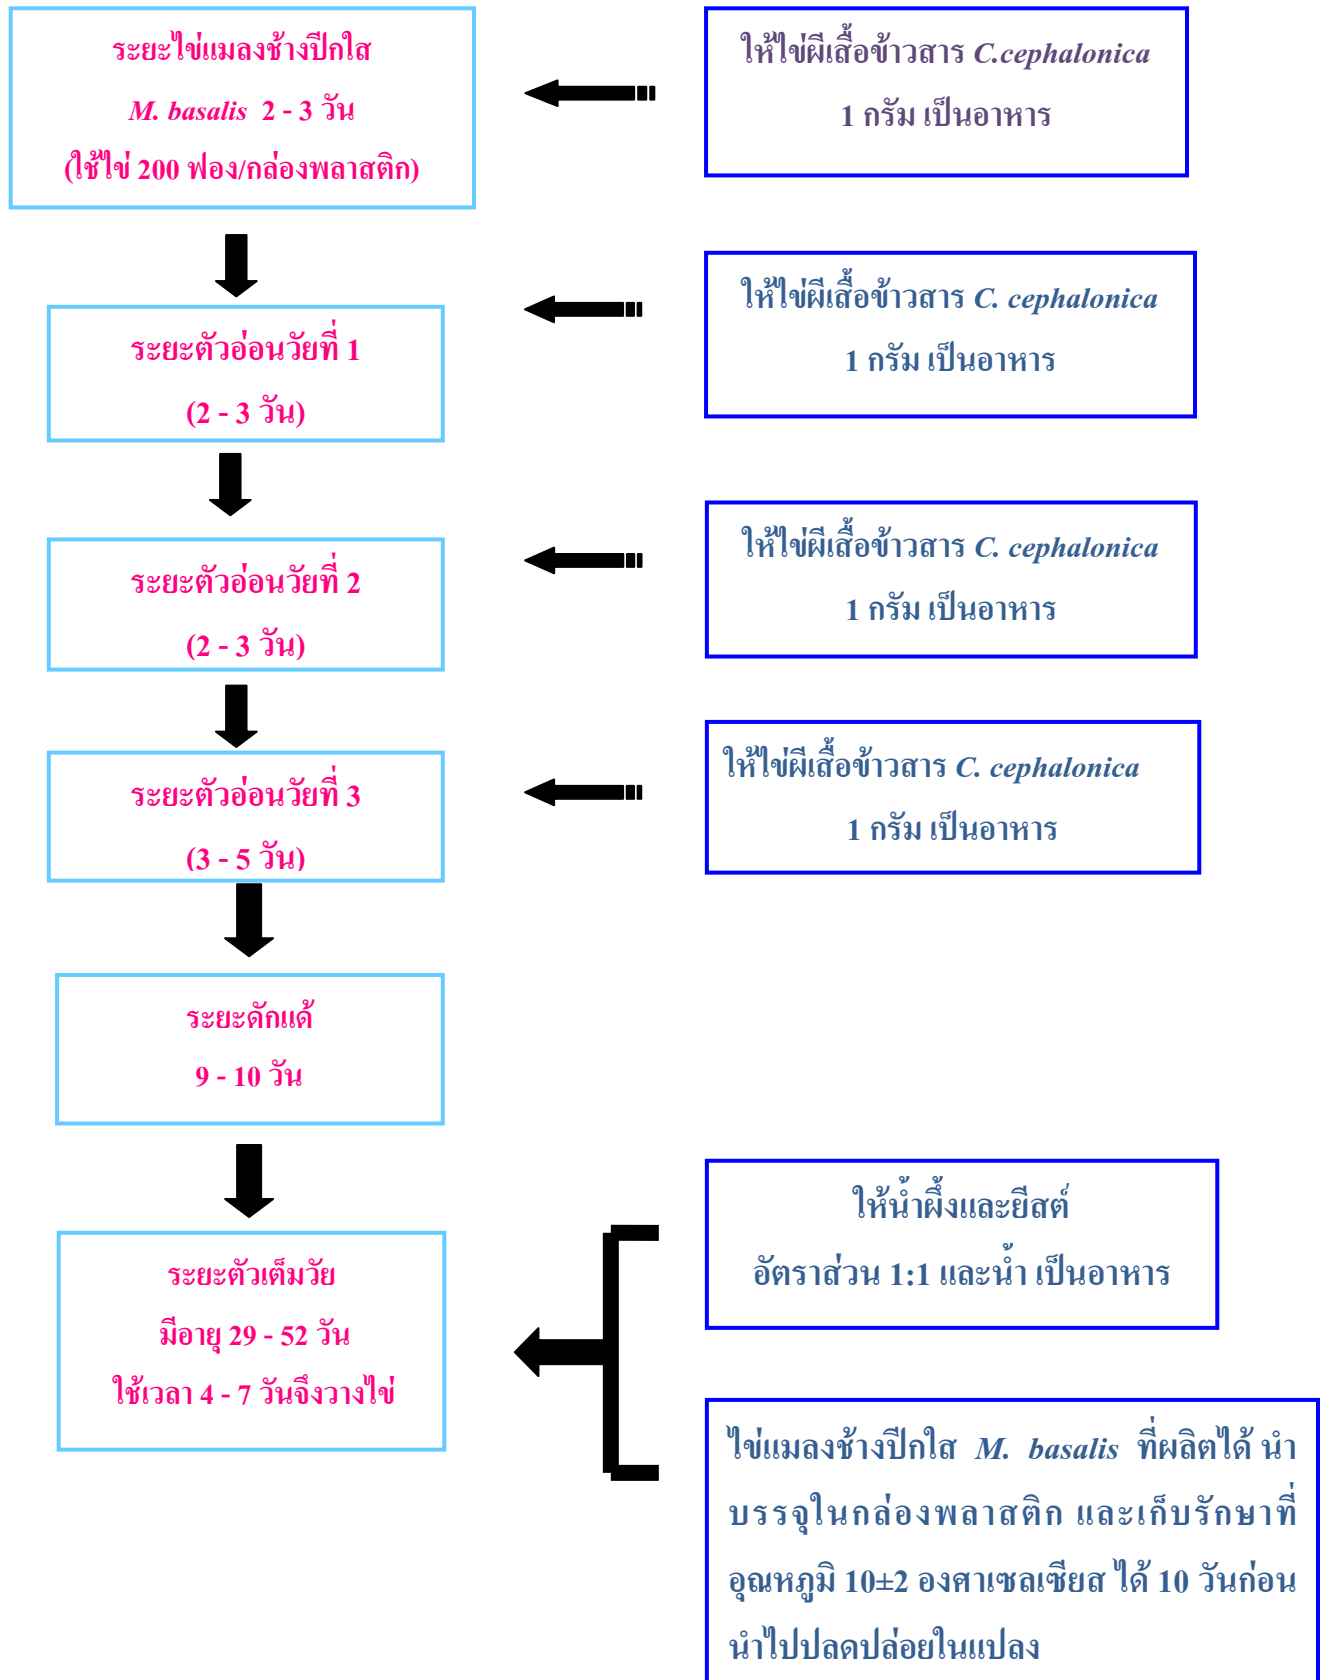 ระยะไข่แมลงช้างปีกใส
M. basalis 2 - 3 วัน
(ใช้ไข่ 200 ฟอง/กล่องพลาสติก)
ให้ไข่ผีเสื้อข้าวสาร C.cephalonica
1 กรัม เป็นอาหาร
ระยะตัวอ่อนวัยที่ 1
(2 - 3 วัน)
ให้ไข่ผีเสื้อข้าวสาร C. cephalonica
1 กรัม เป็นอาหาร
ระยะตัวอ่อนวัยที่ 2
(2 - 3 วัน)
ให้ไข่ผีเสื้อข้าวสาร C. cephalonica
1 กรัม เป็นอาหาร
ระยะตัวอ่อนวัยที่ 3
(3 - 5 วัน)
ให้ไข่ผีเสื้อข้าวสาร C. cephalonica
1 กรัม เป็นอาหาร
ระยะดักแด้
9 - 10 วัน
ระยะตัวเต็มวัย
มีอายุ 29 - 52 วัน
ใช้เวลา 4 - 7 วันจึงวางไข่
ให้น้ำผึ้งและยีสต์
อัตราส่วน 1:1 และน้ำ เป็นอาหาร
ไข่แมลงช้างปีกใส M. basalis ที่ผลิตได้ นำ
บรรจุในกล่องพลาสติก และเก็บรักษาที่
อุณหภูมิ 10±2 องศาเซลเซียส ได้ 10 วันก่อน
นำไปปลดปล่อยในแปลง